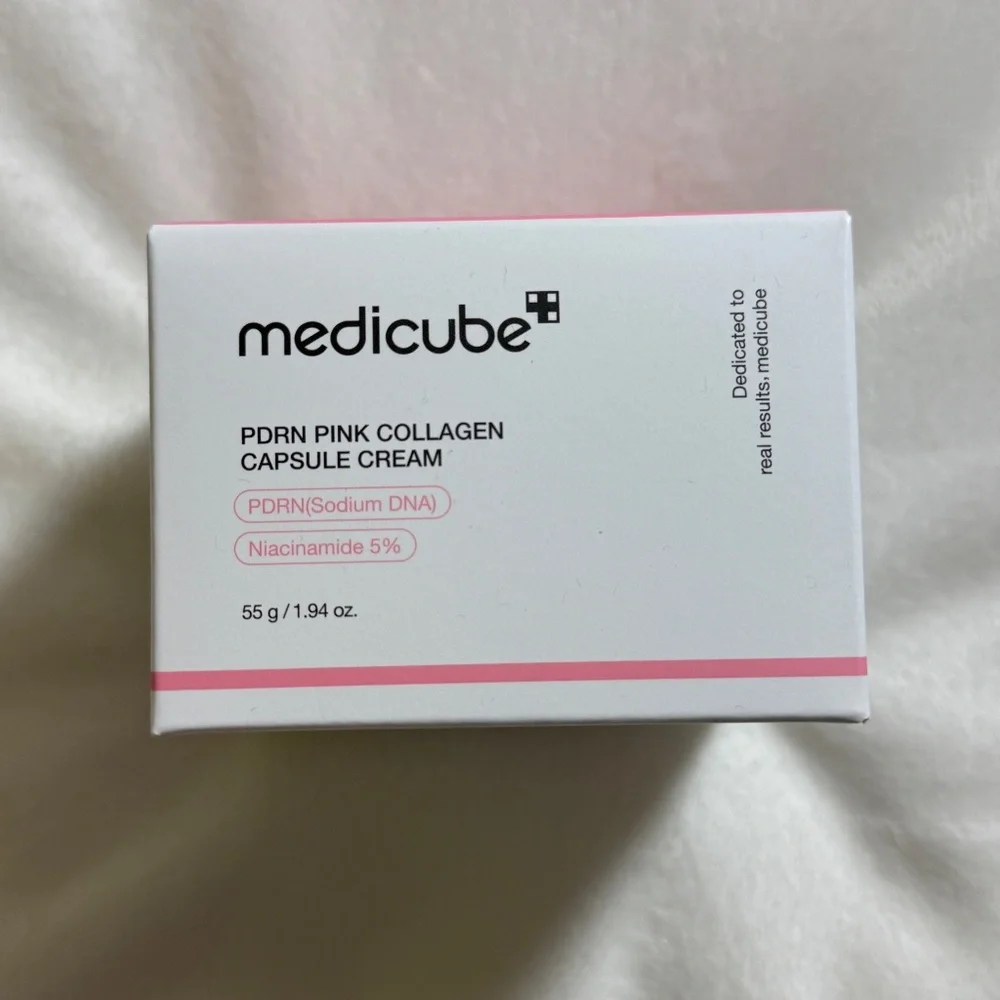 medicube
PDRN PINK COLLAGEN
CAPSULE CREAM
PDRN(Sodium DNA)
Niacinamide 5%
55 g / 1.94 oz.
Dedicated to
real results, medicube